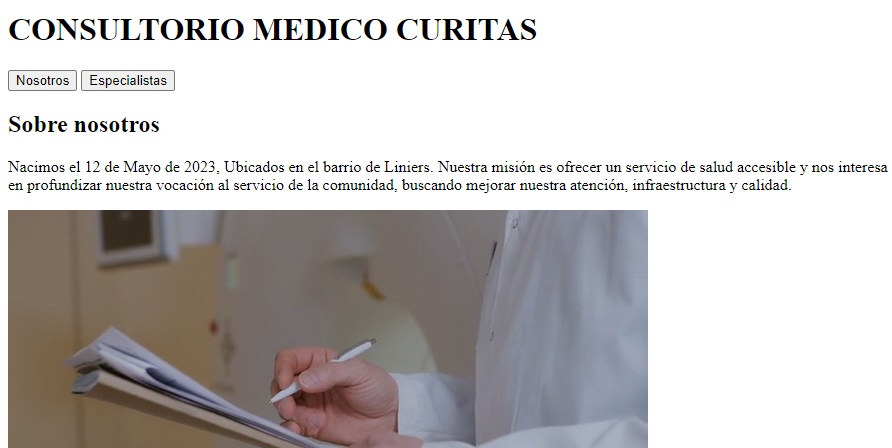 CONSULTORIO MEDICO CURITAS
Nosotros Especialistas
Sobre nosotros
Nacimos el 12 de Mayo de 2023, Ubicados en el barrio de Liniers. Nuestra misión es ofrecer un servicio de salud accesible y nos interesa
en profundizar nuestra vocación al servicio de la comunidad, buscando mejorar nuestra atención, infraestructura y calidad.